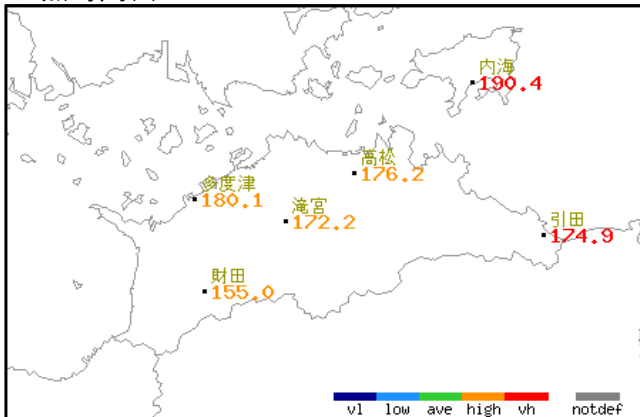 内海
190.4
高松
176.2
多度津
180.1
滝宮
172.2
引田
174.9
財田
155.0
vl low ave high vh notdef